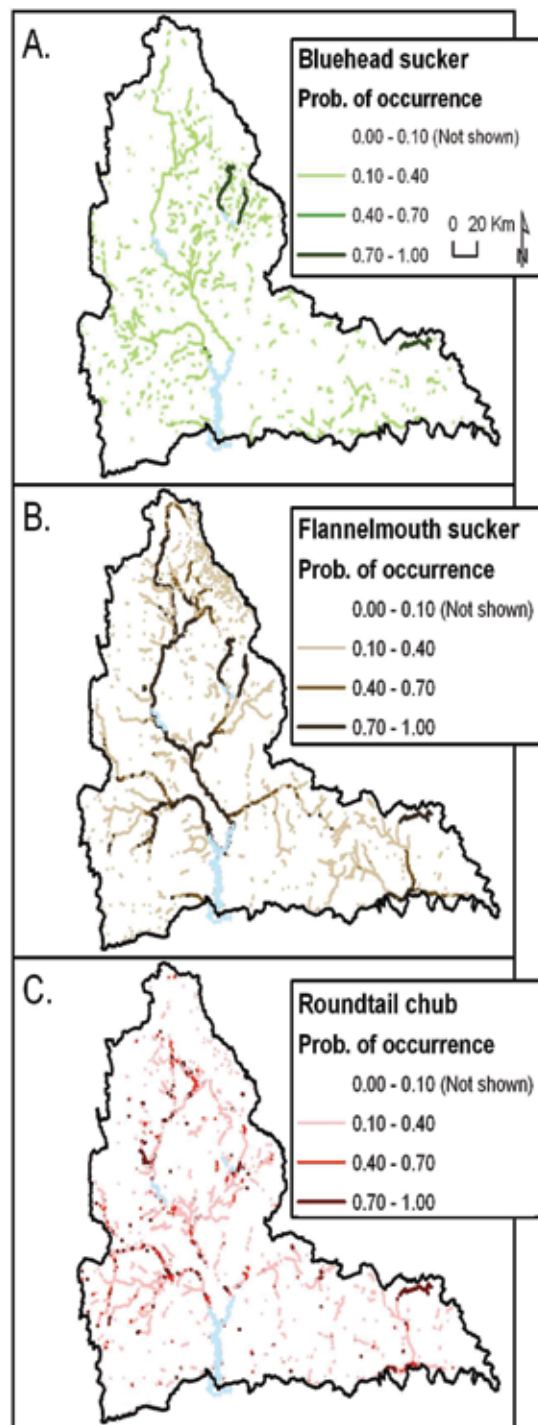 A.
Bluehead sucker
Prob. of occurrence
0.00 - 0.10 (Not shown)
0.10 - 0.40
0.40 - 0.70
0.70 - 1.00
0 20 Km
N
B.
Flannelmouth sucker
Prob. of occurrence
0.00 - 0.10 (Not shown)
0.10 - 0.40
0.40 - 0.70
0.70 - 1.00
C.
Roundtail chub
Prob. of occurrence
0.00 - 0.10 (Not shown)
0.10 - 0.40
0.40 - 0.70
0.70 - 1.00